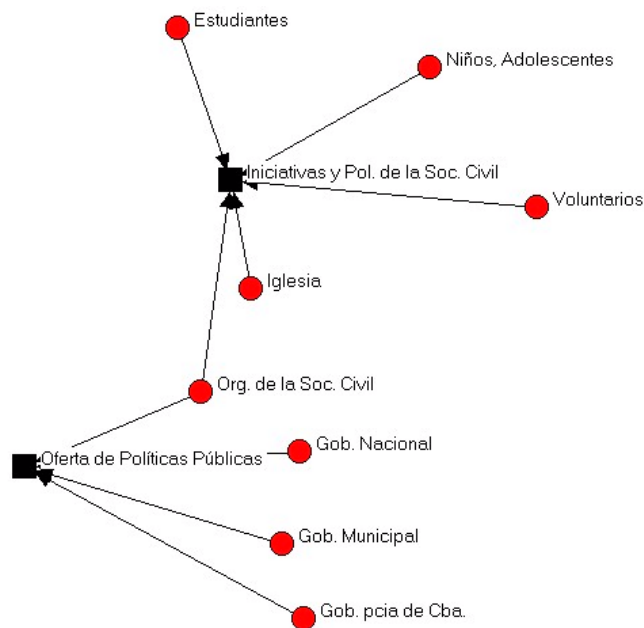 Estudiantes
Niños, Adolescentes
Iniciativas y Pol. de la Soc. Civil
Voluntarios
Iglesia
Org. de la Soc. Civil
Gob. Nacional
Oferta de Políticas Públicas
Gob. Municipal
Gob. pcia de Cba.